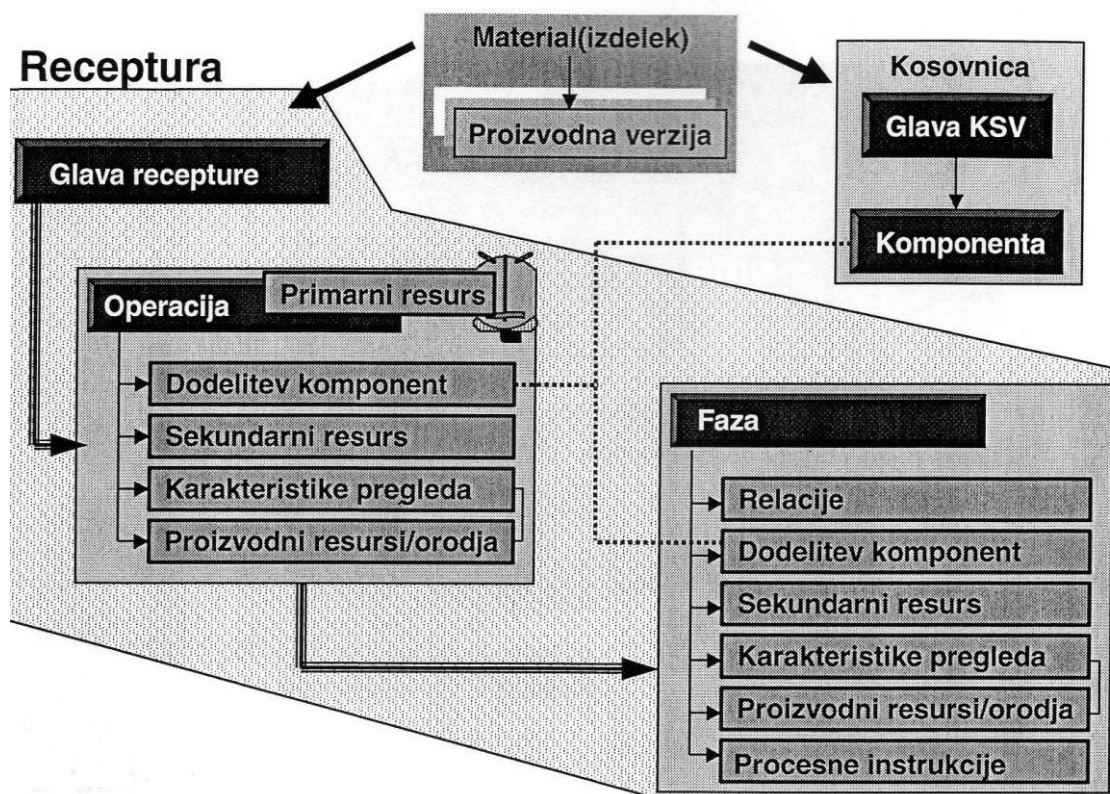 Material(izdelek)
Proizvodna verzija
Receptura
Glava recepture
Kosovnica
Glava KSV
Komponenta
Primarni resurs
Operacija
Dodelitev komponent
Sekundarni resurs
Karakteristike pregleda
Proizvodni resursi/orodja
Faza
Relacije
Dodelitev komponent
Sekundarni resurs
Karakteristike pregleda
Proizvodni resursi/orodja
Procesne instrukcije